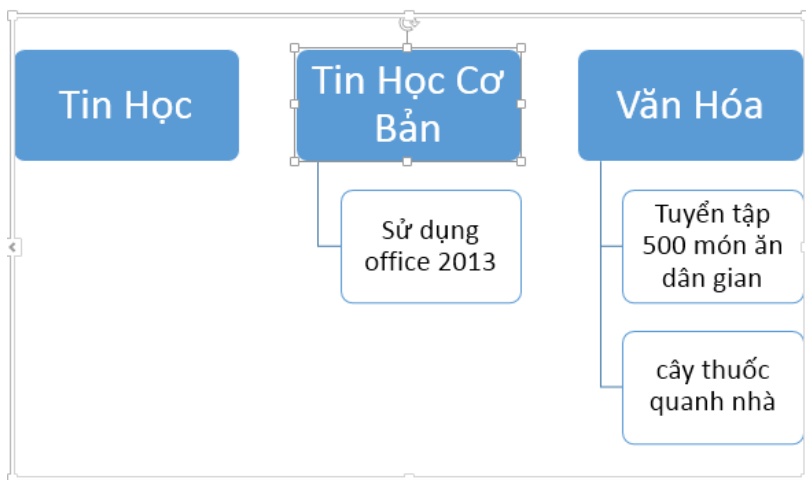 Tin Học
Tin Học Cơ
Bản
Văn Hóa
Sử dụng
office 2013
Tuyển tập
500 món ăn
dân gian
cây thuốc
quanh nhà